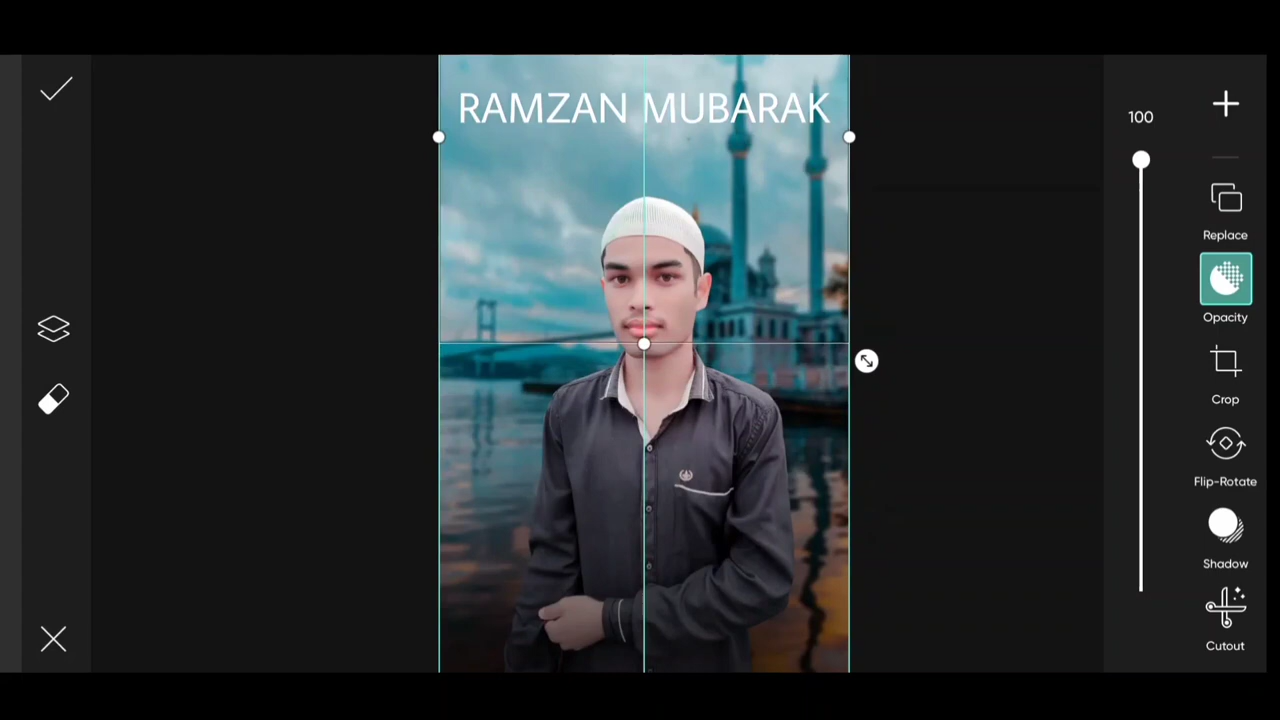 RAMZAN MUBARAK
100
Replace
Opacity
Crop
Flip-Rotate
Shadow
Cutout